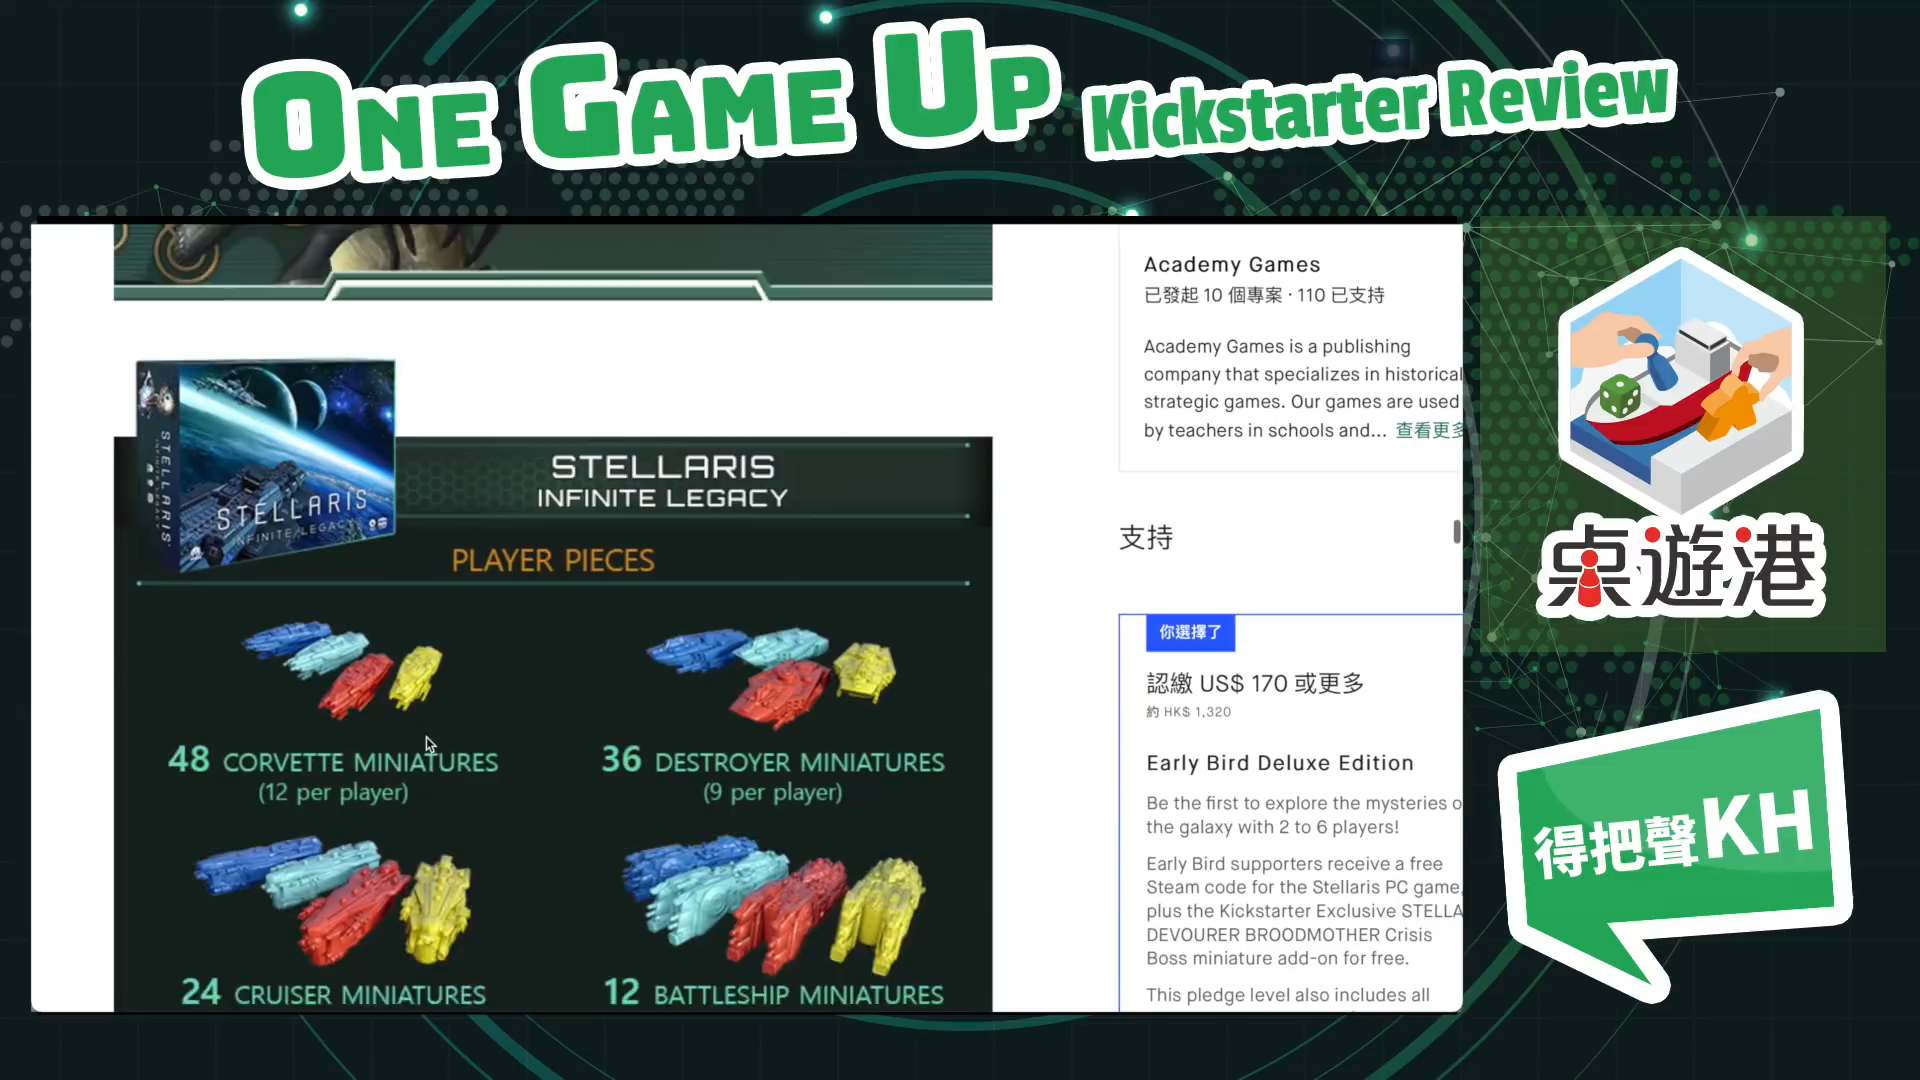 ONE GAME UP Kickstarter Review
STELLARIS
INFINITE LEGACY
STELLARIS
STELLARIS
INFINITE LEGACY
PLAYER PIECES
48 CORVETTE MINIATURES
(12 per player)
36 DESTROYER MINIATURES
(9 per player)
24 CRUISER MINIATURES
12 BATTLESHIP MINIATURES
Academy Games
已發起 10 個專案 · 110 已支持
Academy Games is a publishing
company that specializes in historical
strategic games. Our games are used
by teachers in schools and... 查看更多
支持
你選擇了
認繳 US$ 170 或更多
約 HK$ 1,320
Early Bird Deluxe Edition
Be the first to explore the mysteries o
the galaxy with 2 to 6 players!
Early Bird supporters receive a free
Steam code for the Stellaris PC game,
plus the Kickstarter Exclusive STELLA
DEVOURER BROODMOTHER Crisis
Boss miniature add-on for free.
This pledge level also includes all
桌遊港
得把聲KH